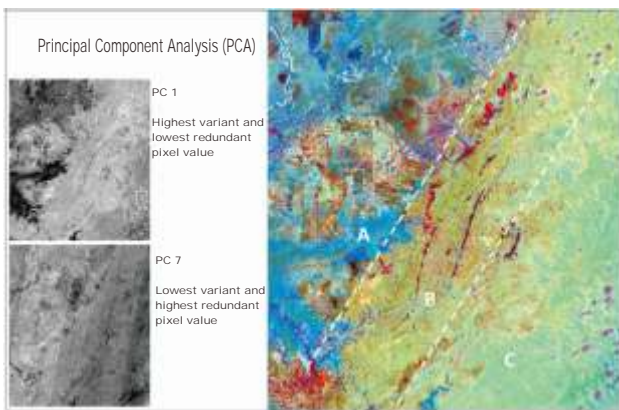 Principal Component Analysis (PCA)
PC 1
Highest variant and
lowest redundant
pixel value
PC 7
Lowest variant and
highest redundant
pixel value
A
B
C